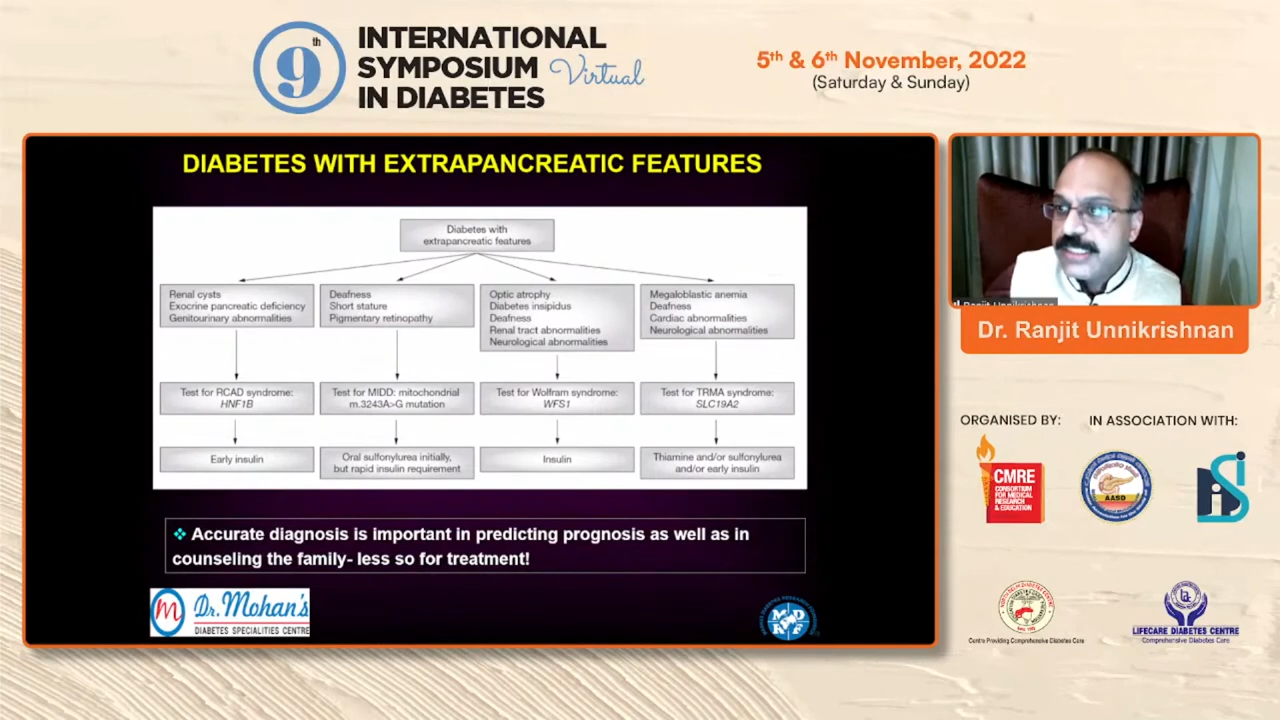 9th
INTERNATIONAL
SYMPOSIUM Virtual
IN DIABETES
5th & 6th November, 2022
(Saturday & Sunday)
DIABETES WITH EXTRAPANCREATIC FEATURES
Diabetes with
extrapancreatic features
Renal cysts
Exocrine pancreatic deficiency
Genitourinary abnormalities
Deafness
Short stature
Pigmentary retinopathy
Optic atrophy
Diabetes insipidus
Deafness
Renal tract abnormalities
Neurological abnormalities
Megaloblastic anemia
Deafness
Cardiac abnormalities
Neurological abnormalities
Test for RCAD syndrome:
HNF1B
Test for MIDD: mitochondrial
m.3243A>G mutation
Test for Wolfram syndrome:
WFS1
Test for TRMA syndrome:
SLC19A2
Early insulin
Oral sulfonylurea initially,
but rapid insulin requirement
Insulin
Thiamine and/or sulfonylurea
and/or early insulin
❖ Accurate diagnosis is important in predicting prognosis as well as in
counseling the family- less so for treatment!
m Dr. Mohan's
DIABETES SPECIALITIES CENTRE
MD
RF
Ranjit Unnikrishnan
Dr. Ranjit Unnikrishnan
ORGANISED BY:
IN ASSOCIATION WITH:
CMRE
CONSORTIUM
FOR MEDICAL
RESEARCH
& EDUCATION
AASD
Centre Providing Comprehensive Diabetes Care
LIFECARE DIABETES CENTRE
Comprehensive Diabetes Care